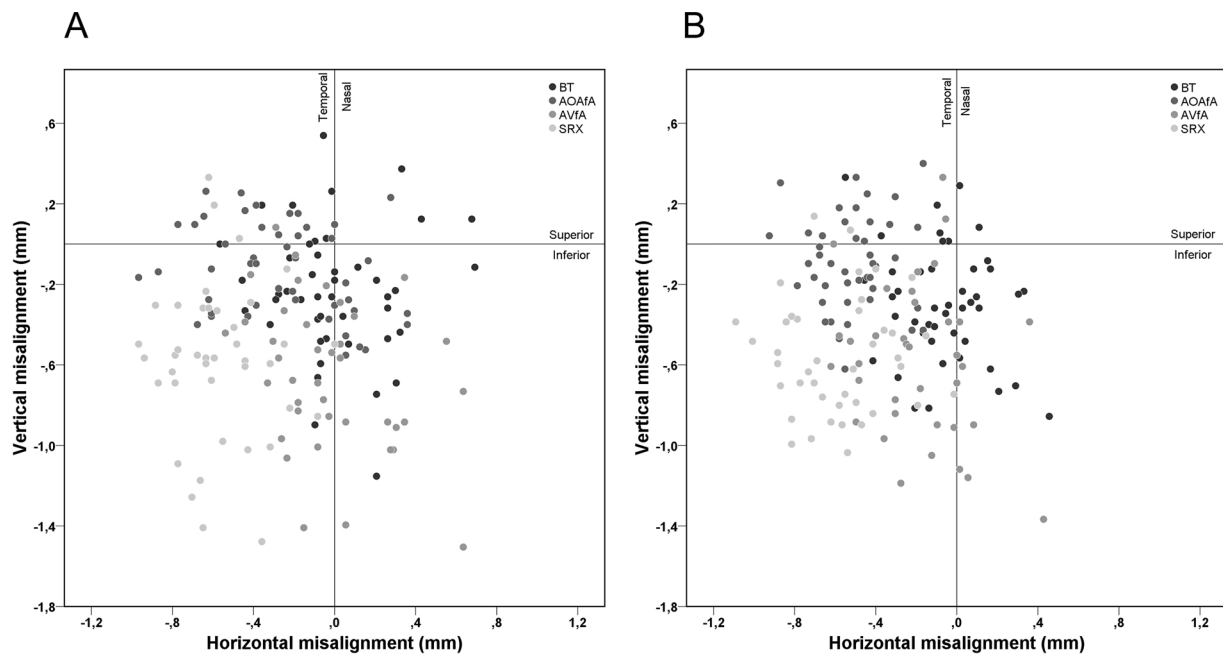 A
B
Temporal
Nasal
BT
AOAfA
AVfA
SRX
Temporal
Nasal
BT
AOAfA
AVfA
SRX
,6
,2
-,2
-,6
-1,0
-1,4
-1,8
Superior
Inferior
,6
,2
-,2
-,6
-1,0
-1,4
-1,8
Superior
Inferior
Vertical misalignment (mm)
Vertical misalignment (mm)
-1,2
-,8
-,4
,0
,4
,8
1,2
-1,2
-,8
-,4
,0
,4
,8
1,2
Horizontal misalignment (mm)
Horizontal misalignment (mm)